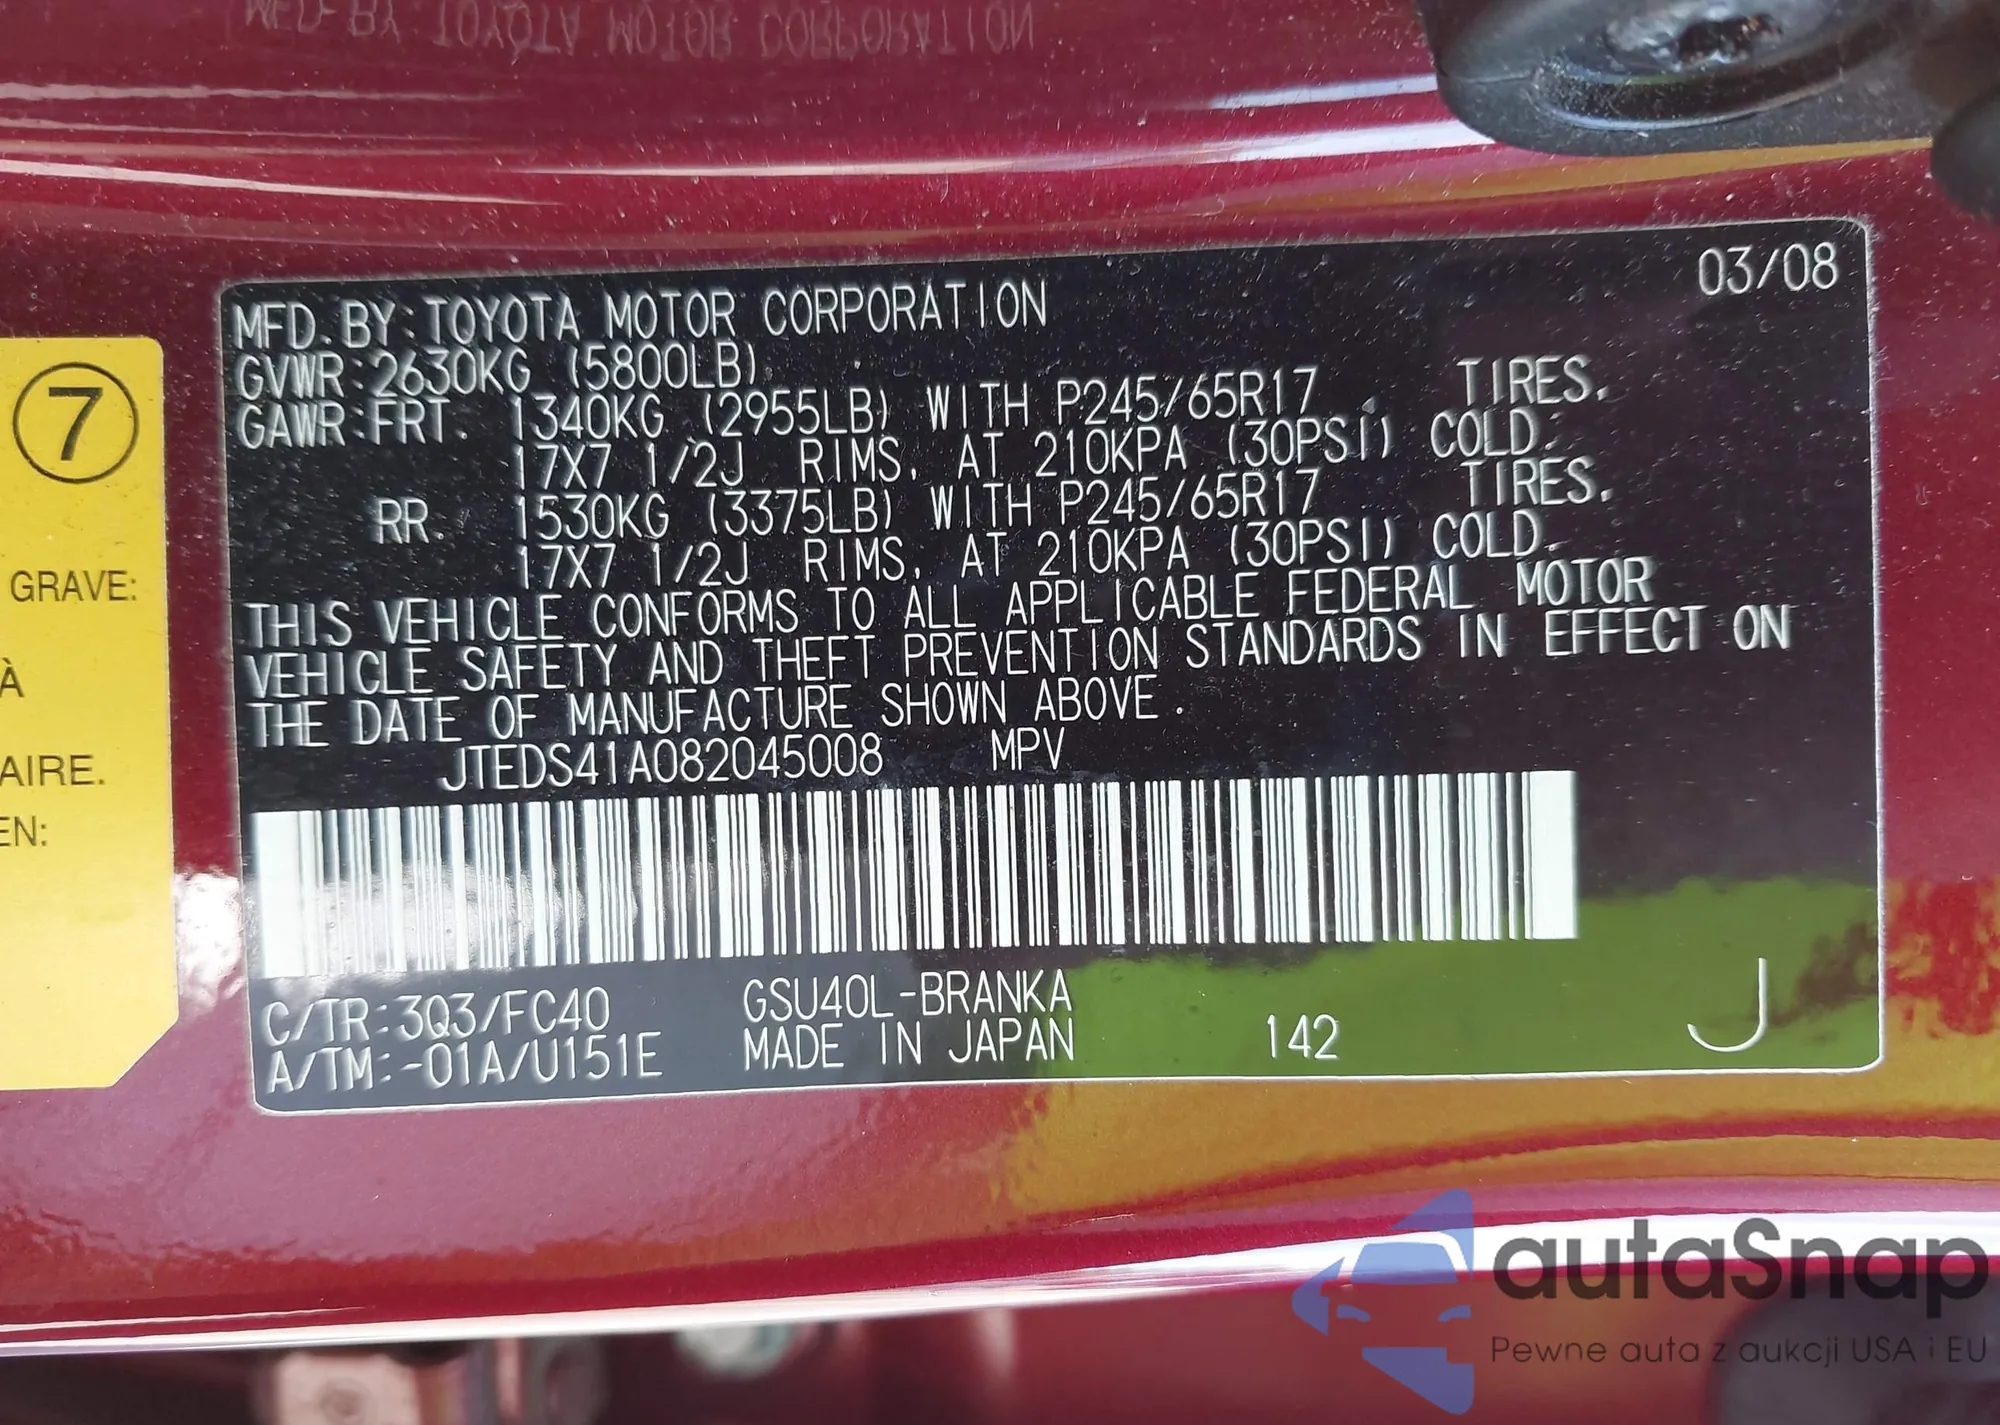 MFD. BY TOYOTA MOTOR CORPORATION
03/08
MFD. BY: TOYOTA MOTOR CORPORATION
GVWR: 2630KG (5800LB)
GAWR: FRT. 1340KG (2955LB) WITH P245/65R17 TIRES,
17X7 1/2J RIMS, AT 210KPA (30PSI) COLD.
RR. 1530KG (3375LB) WITH P245/65R17 TIRES,
17X7 1/2J RIMS, AT 210KPA (30PSI) COLD.
THIS VEHICLE CONFORMS TO ALL APPLICABLE FEDERAL MOTOR
VEHICLE SAFETY AND THEFT PREVENTION STANDARDS IN EFFECT ON
THE DATE OF MANUFACTURE SHOWN ABOVE.
JTEDS41A082045008 MPV
C/TR: 3Q3/FC40 GSU40L-BRANKA
A/TM: -01A/U151E MADE IN JAPAN 142 J
7
GRAVE:
À
AIRE.
EN:
autaSnap
Pewne auta z aukcji USA i EU